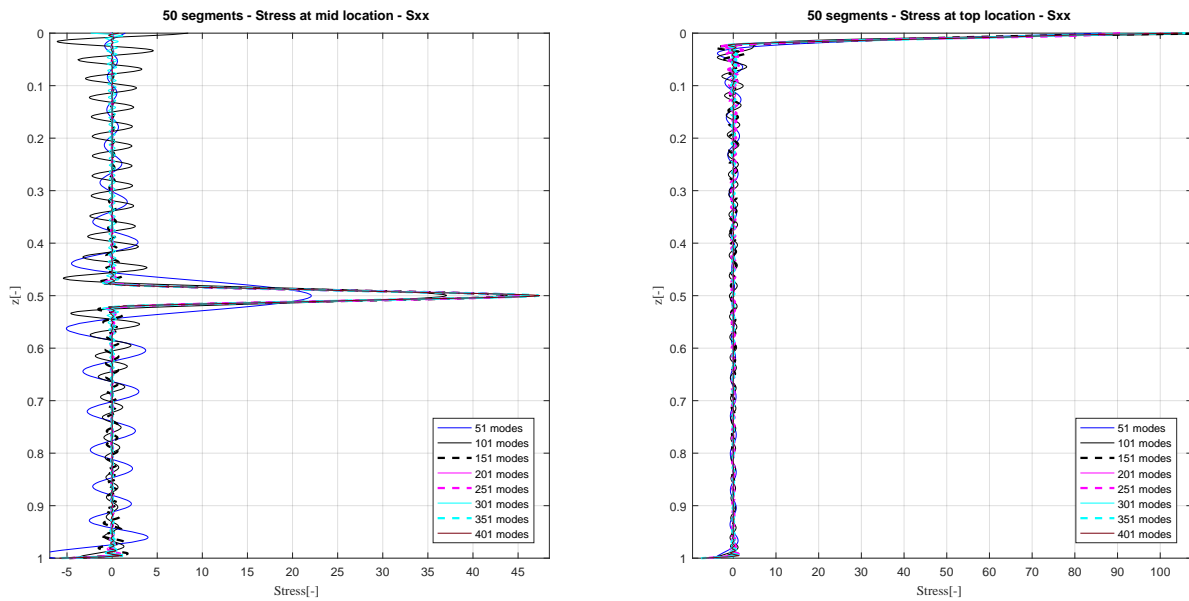 50 segments - Stress at mid location - Sxx
0
0.1
0.2
0.3
0.4
0.5
0.6
0.7
0.8
0.9
1
z[-]
51 modes
101 modes
151 modes
201 modes
251 modes
301 modes
351 modes
401 modes
-5 0 5 10 15 20 25 30 35 40 45
Stress[-]
50 segments - Stress at top location - Sxx
0
0.1
0.2
0.3
0.4
0.5
0.6
0.7
0.8
0.9
1
z[-]
51 modes
101 modes
151 modes
201 modes
251 modes
301 modes
351 modes
401 modes
0 10 20 30 40 50 60 70 80 90 100
Stress[-]